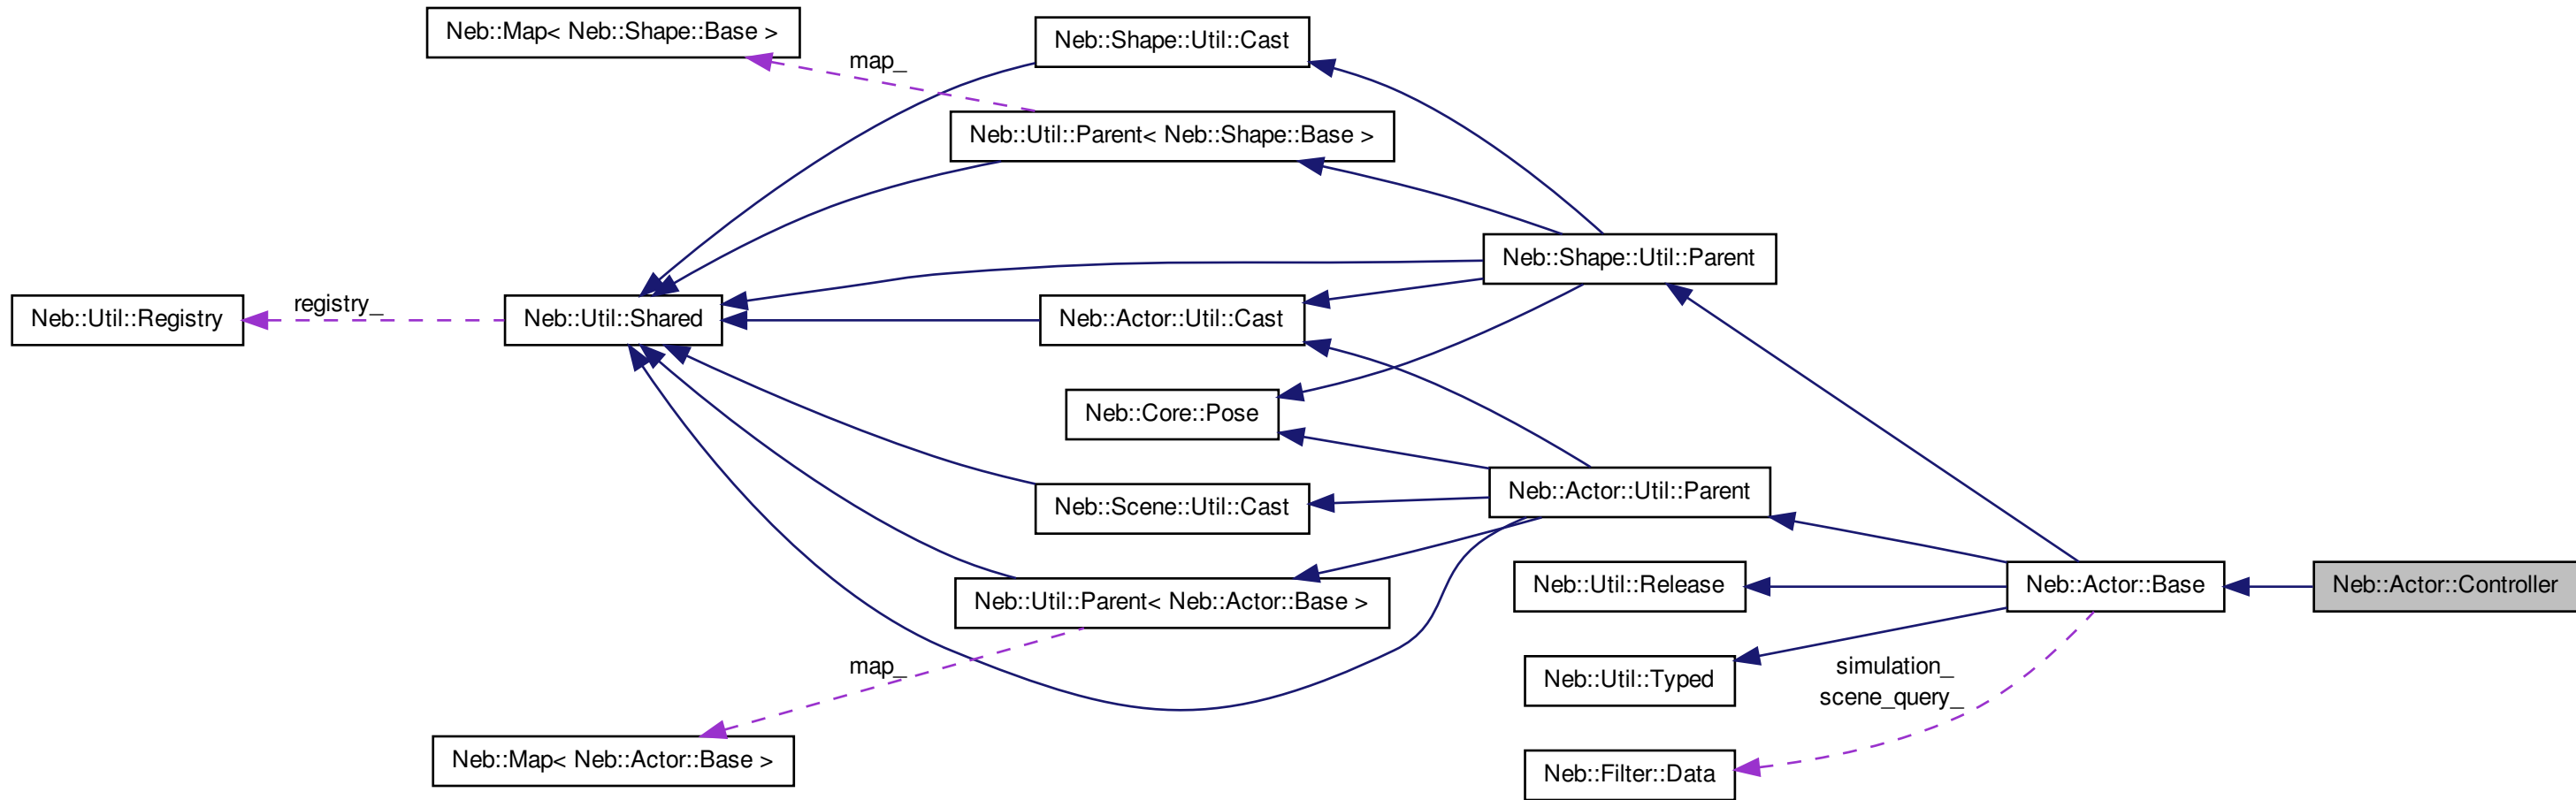 Neb::Map< Neb::Shape::Base >
Neb::Shape::Util::Cast
map_
Neb::Util::Parent< Neb::Shape::Base >
Neb::Shape::Util::Parent
registry_
Neb::Util::Registry
Neb::Util::Shared
Neb::Actor::Util::Cast
Neb::Core::Pose
Neb::Actor::Util::Parent
Neb::Scene::Util::Cast
Neb::Util::Release
Neb::Actor::Base
Neb::Actor::Controller
Neb::Util::Parent< Neb::Actor::Base >
map_
simulation_
scene_query_
Neb::Util::Typed
Neb::Map< Neb::Actor::Base >
Neb::Filter::Data